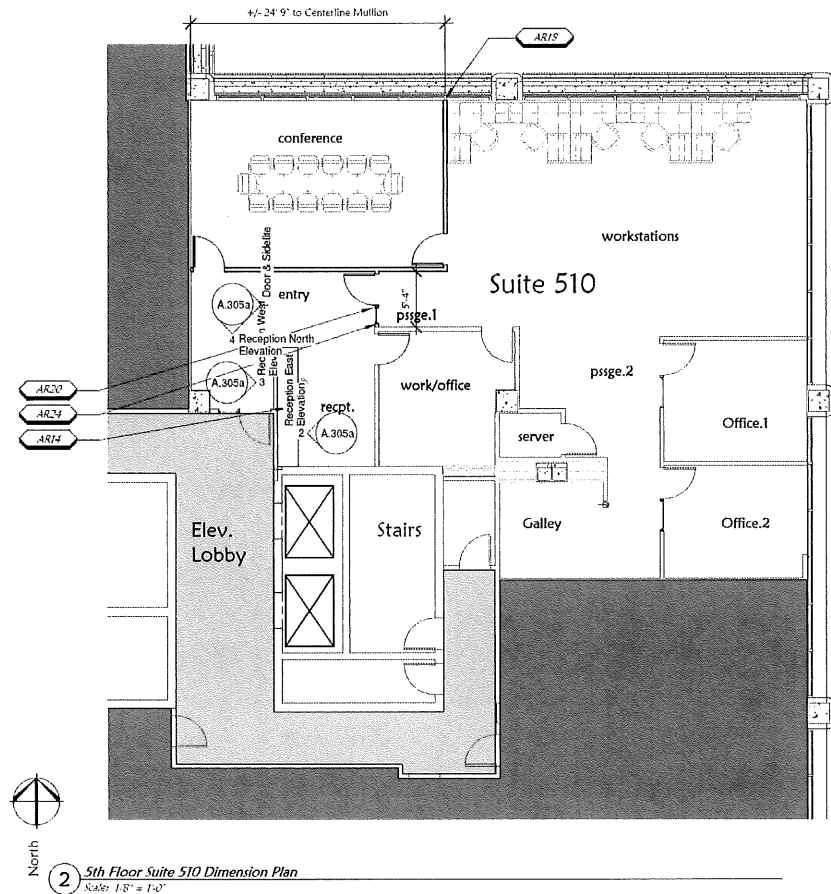 +/- 24' 9" to Centerline Mullion
AR18
conference
workstations
Suite 510
entry
West Door & Sidelite
A.305a
5'-4"
pssge.1
4 Reception North
Elevation
Elev
A.305a
3
AR20
AR24
AR14
Reception East
Elevation
2
recpt.
A.305a
work/office
pssge.2
server
Office.1
Galley
Office.2
Elev.
Lobby
Stairs
North
2
5th Floor Suite 510 Dimension Plan
Scale: 1/8" = 1'-0"